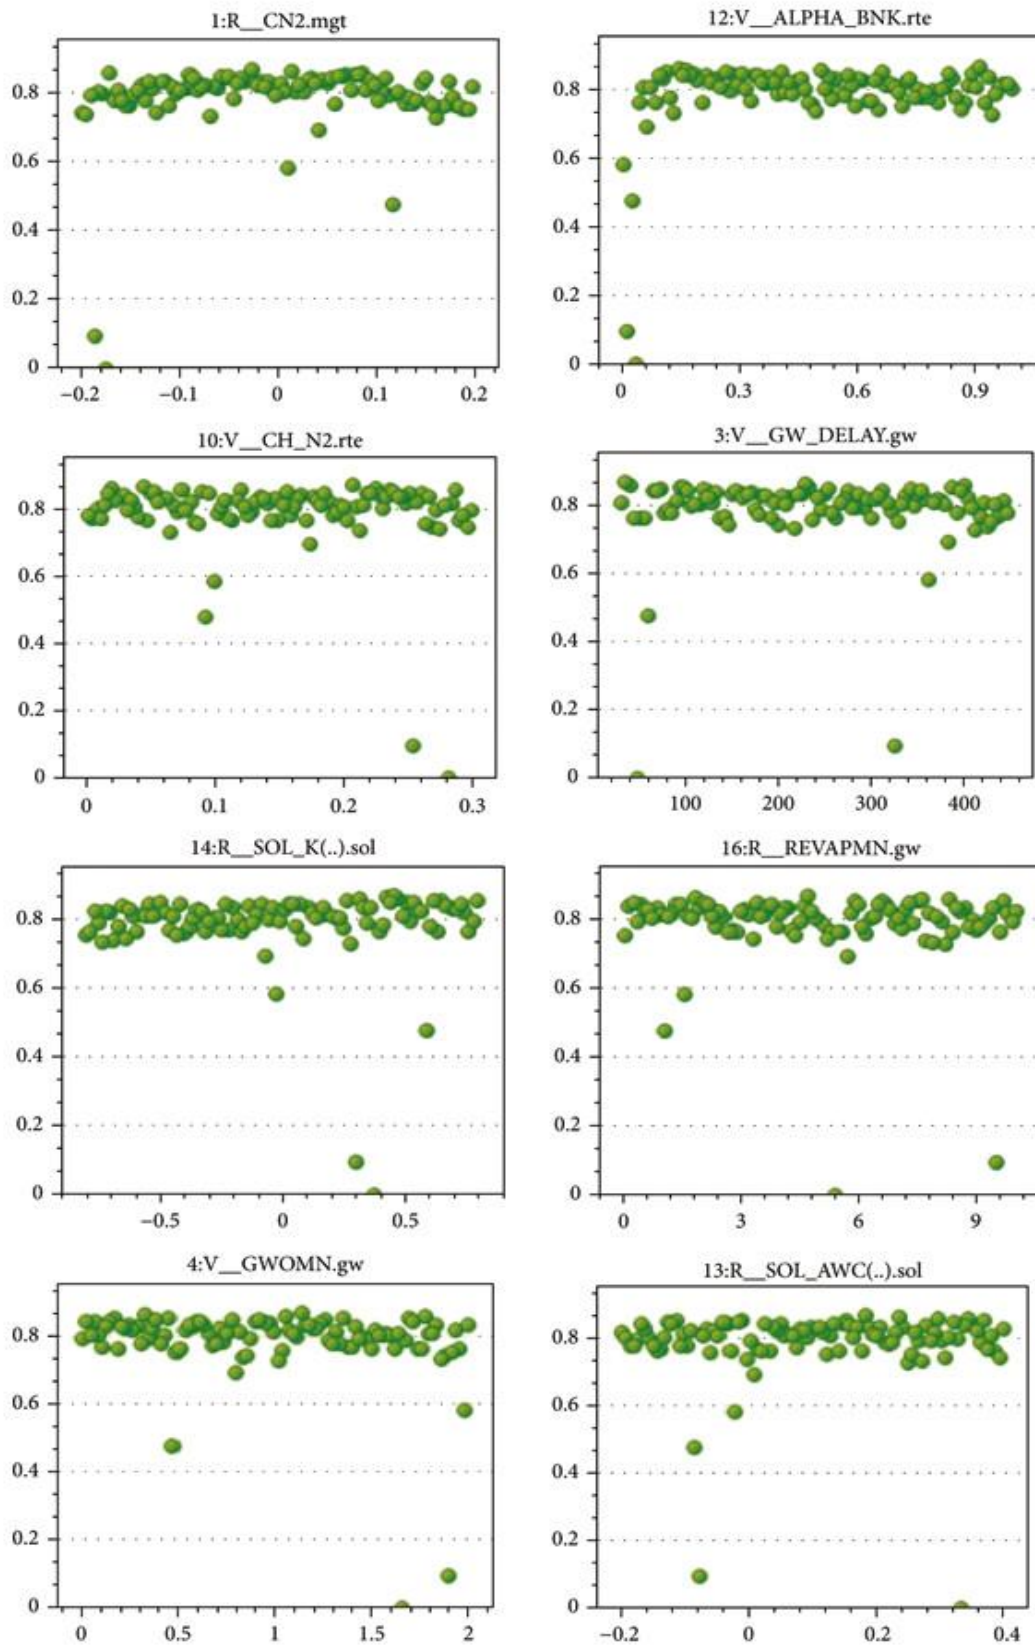 1:R__CN2.mgt
0.8
0.6
0.4
0.2
0
−0.2 −0.1 0 0.1 0.2
12:V__ALPHA_BNK.rte
0.8
0.6
0.4
0.2
0
0 0.3 0.6 0.9
10:V__CH_N2.rte
0.8
0.6
0.4
0.2
0
0 0.1 0.2 0.3
3:V__GW_DELAY.gw
0.8
0.6
0.4
0.2
0
100 200 300 400
14:R__SOL_K(..).sol
0.8
0.6
0.4
0.2
0
−0.5 0 0.5
16:R__REVAPMN.gw
0.8
0.6
0.4
0.2
0
0 3 6 9
4:V__GWOMN.gw
0.8
0.6
0.4
0.2
0
0 0.5 1 1.5 2
13:R__SOL_AWC(..).sol
0.8
0.6
0.4
0.2
0
−0.2 0 0.2 0.4